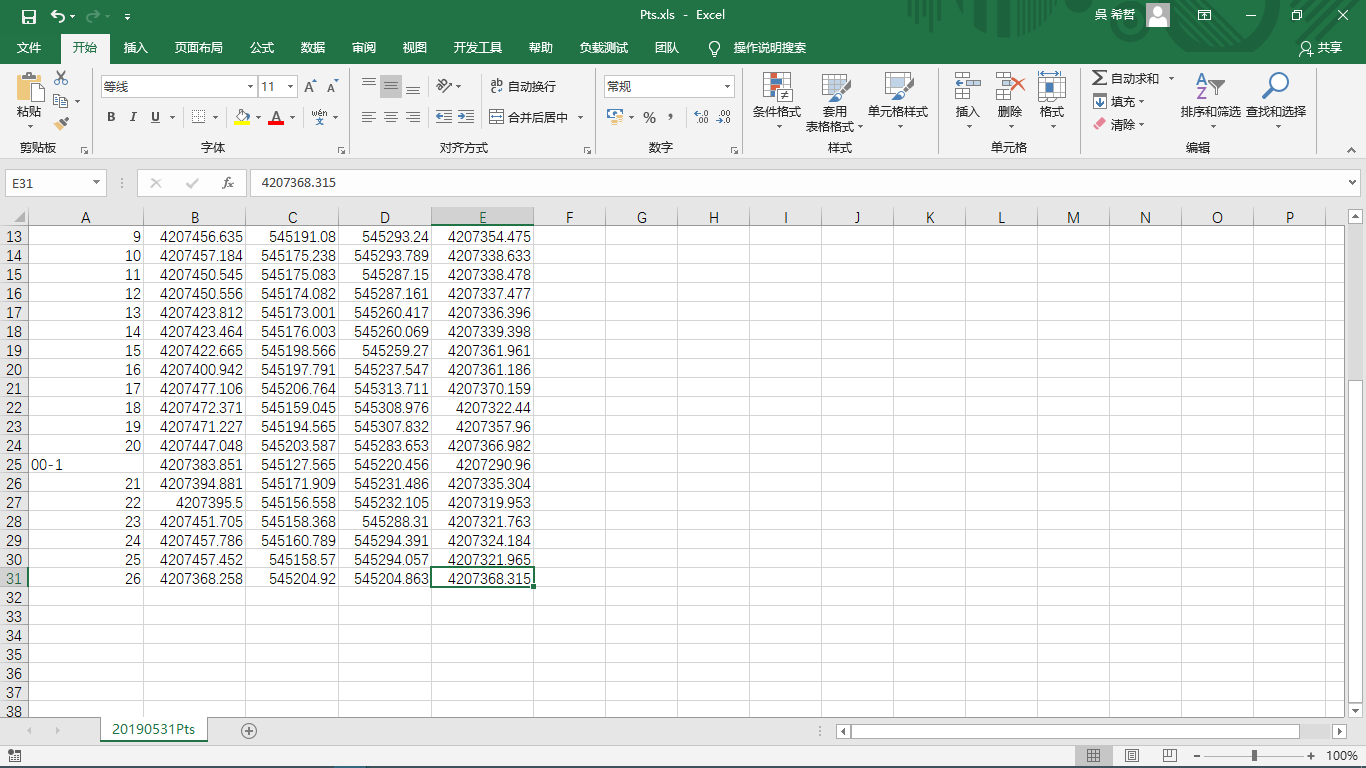 Pts.xls - Excel
吳 希哲
文件 开始 插入 页面布局 公式 数据 审阅 视图 开发工具 帮助 负载测试 团队 操作说明搜索 共享
粘贴
剪贴板
等线 11
B I U
字体
自动换行
合并后居中
对齐方式
常规
数字
条件格式 套用
表格格式 单元格样式
样式
插入 删除 格式
单元格
自动求和
填充
清除
排序和筛选 查找和选择
编辑
E31 fx 4207368.315
A B C D E F G H I J K L M N O P
13 9 4207456.635 545191.08 545293.24 4207354.475
14 10 4207457.184 545175.238 545293.789 4207338.633
15 11 4207450.545 545175.083 545287.15 4207338.478
16 12 4207450.556 545174.082 545287.161 4207337.477
17 13 4207423.812 545173.001 545260.417 4207336.396
18 14 4207423.464 545176.003 545260.069 4207339.398
19 15 4207422.665 545198.566 545259.27 4207361.961
20 16 4207400.942 545197.791 545237.547 4207361.186
21 17 4207477.106 545206.764 545313.711 4207370.159
22 18 4207472.371 545159.045 545308.976 4207322.44
23 19 4207471.227 545194.565 545307.832 4207357.96
24 20 4207447.048 545203.587 545283.653 4207366.982
25 00-1 4207383.851 545127.565 545220.456 4207290.96
26 21 4207394.881 545171.909 545231.486 4207335.304
27 22 4207395.5 545156.558 545232.105 4207319.953
28 23 4207451.705 545158.368 545288.31 4207321.763
29 24 4207457.786 545160.789 545294.391 4207324.184
30 25 4207457.452 545158.57 545294.057 4207321.965
31 26 4207368.258 545204.92 545204.863 4207368.315
32
33
34
35
36
37
38
20190531Pts
100%